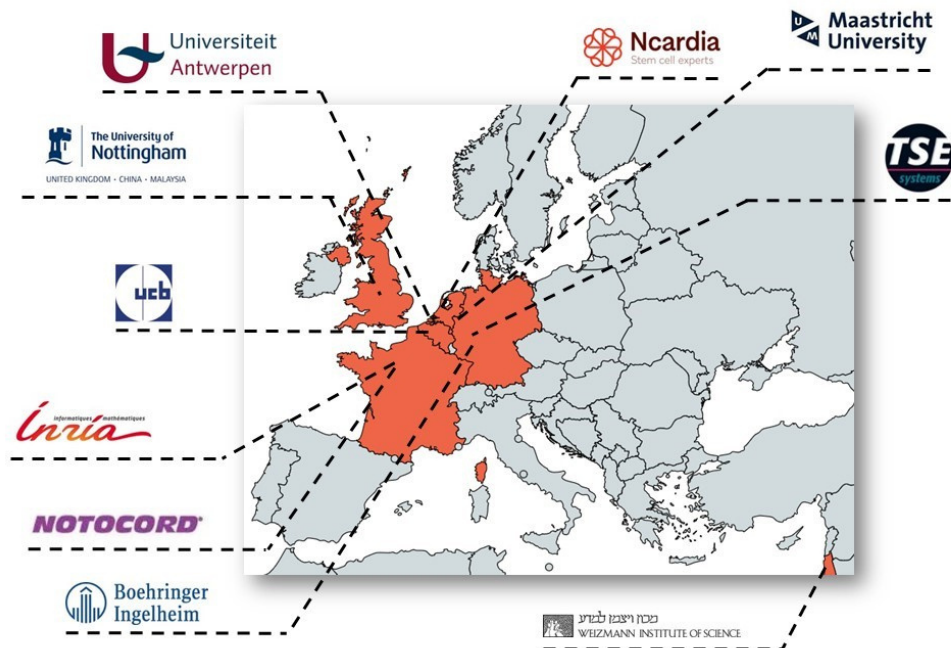 Universiteit
Antwerpen
Ncardia
Stem cell experts
UM
Maastricht
University
The University of
Nottingham
UNITED KINGDOM • CHINA • MALAYSIA
TSE
systems
ucb
informatiques mathématiques
Inria
NOTOCORD®
Boehringer
Ingelheim
מכון ויצמן למדע
WEIZMANN INSTITUTE OF SCIENCE